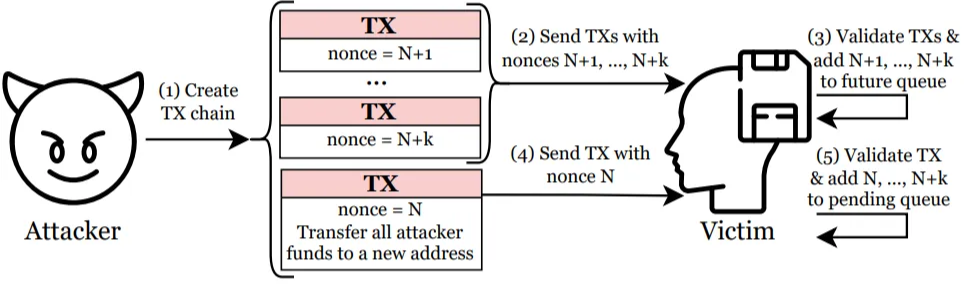 Attacker
(1) Create
TX chain
TX
nonce = N+1
...
TX
nonce = N+k
TX
nonce = N
Transfer all attacker
funds to a new address
(2) Send TXs with
nonces N+1, ..., N+k
(4) Send TX with
nonce N
Victim
(3) Validate TXs &
add N+1, ..., N+k
to future queue
(5) Validate TX
& add N, ..., N+k
to pending queue